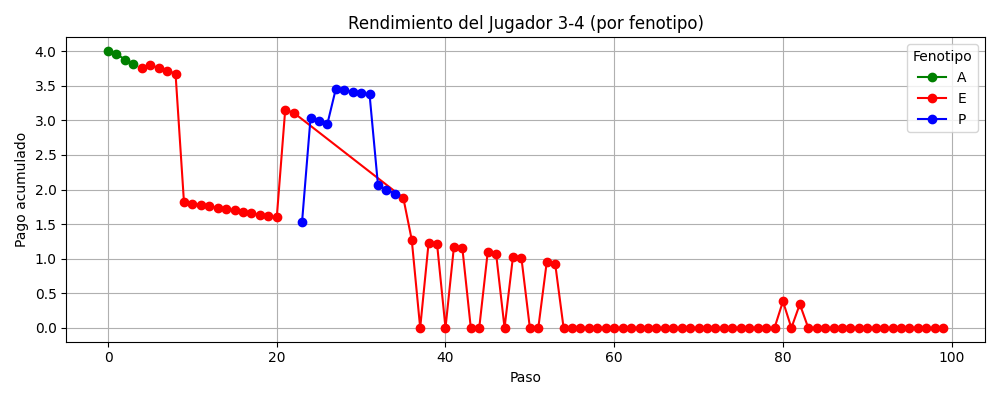 Rendimiento del Jugador 3-4 (por fenotipo)
Pago acumulado
4.0
3.5
3.0
2.5
2.0
1.5
1.0
0.5
0.0
Fenotipo
A
E
P
0 20 40 60 80 100
Paso